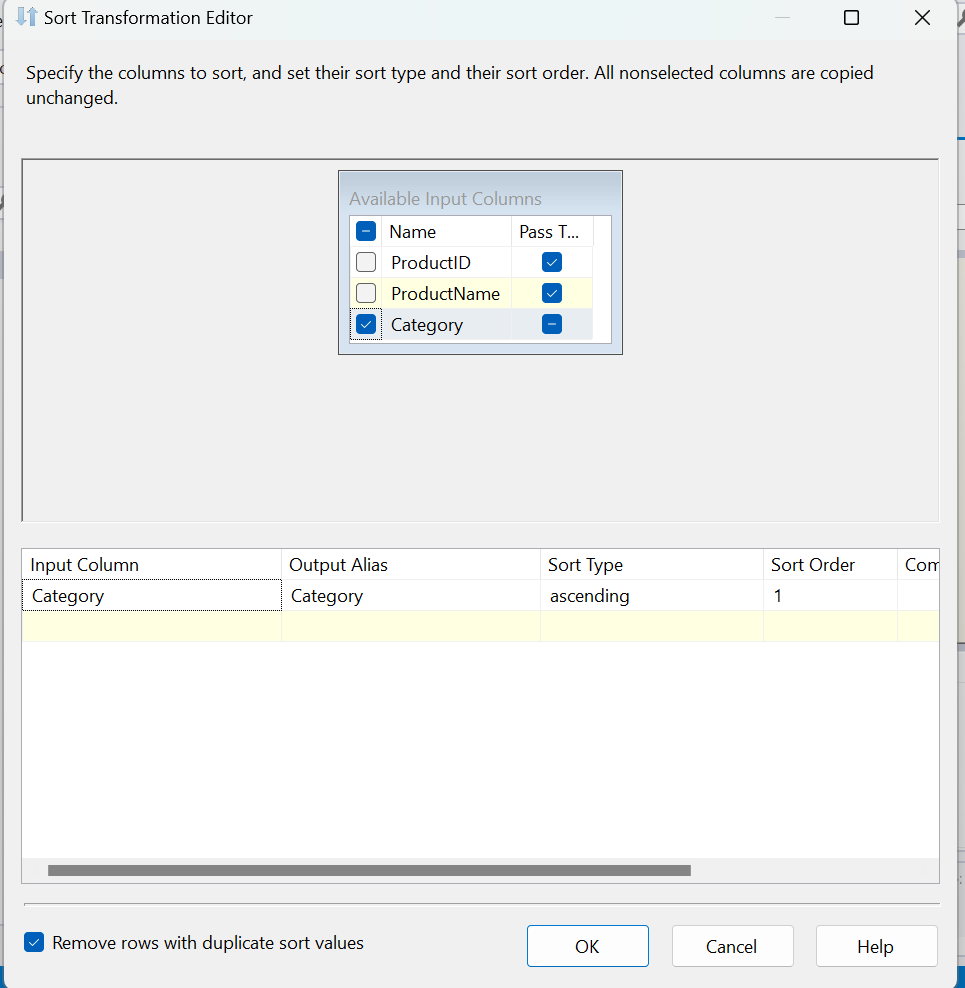 Sort Transformation Editor
Specify the columns to sort, and set their sort type and their sort order. All nonselected columns are copied
unchanged.
Available Input Columns
Name Pass T...
ProductID
ProductName
Category
Input Column Output Alias Sort Type Sort Order Com
Category Category ascending 1
Remove rows with duplicate sort values OK Cancel Help